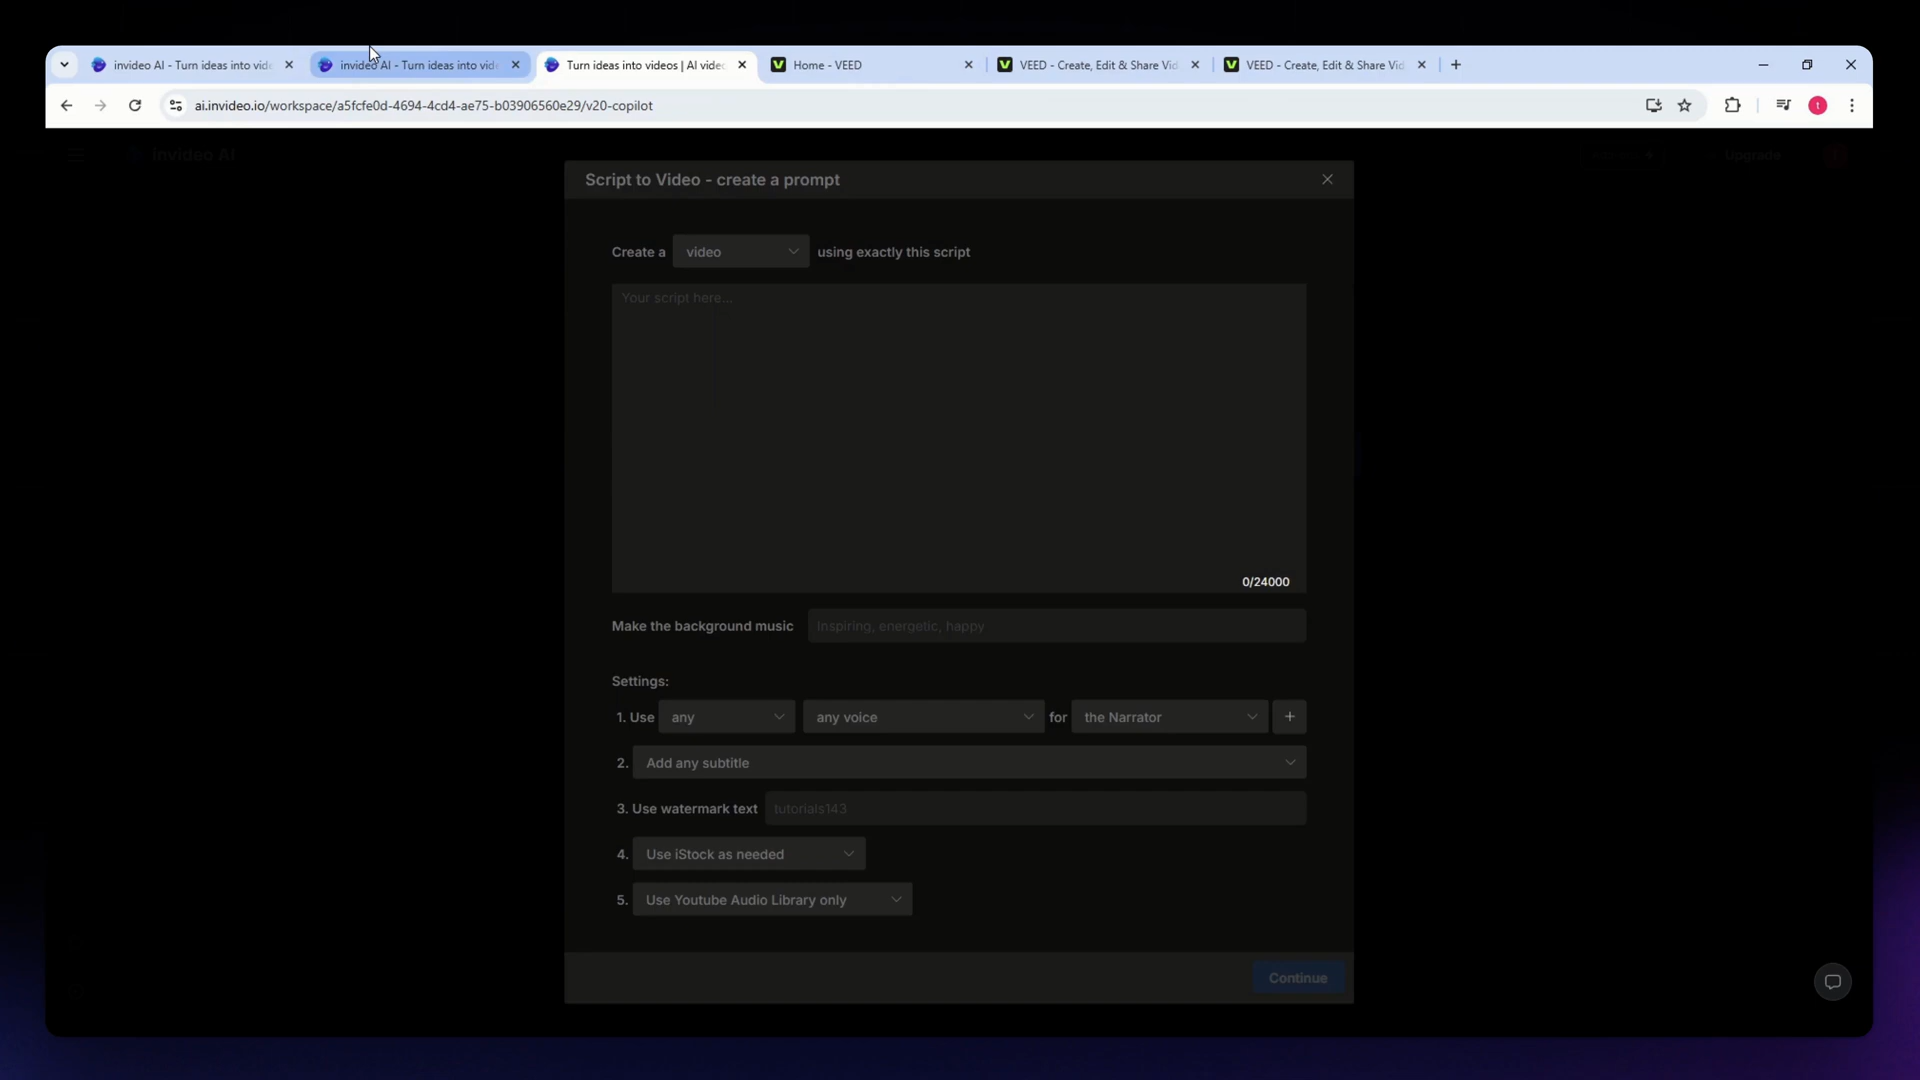 invideo AI - Turn ideas into vide
invideo AI - Turn ideas into vide
Turn ideas into videos | AI video
Home - VEED
VEED - Create, Edit & Share Vid
VEED - Create, Edit & Share Vid
ai.invideo.io/workspace/a5fcfe0d-4694-4cd4-ae75-b03906560e29/v20-copilot
t
invideo AI
Upgrade
Script to Video - create a prompt
Create a video using exactly this script
Your script here...
0/24000
Make the background music Inspiring, energetic, happy
Settings:
1. Use any any voice for the Narrator +
2. Add any subtitle
3. Use watermark text tutorials143
4. Use iStock as needed
5. Use Youtube Audio Library only
Continue